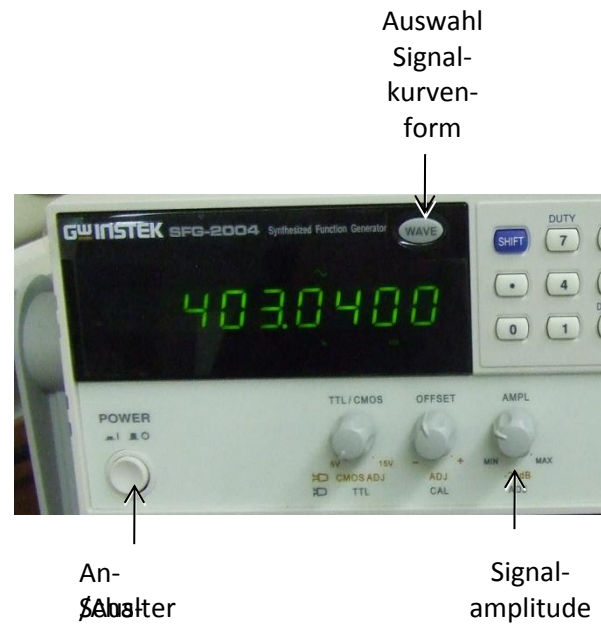 Auswahl
Signal-
kurven-
form
GW INSTEK SFG-2004 Synthesized Function Generator WAVE
DUTY
SHIFT 7
403.0400
4
0 1
TTL/CMOS OFFSET AMPL
POWER
5V 15V - + MIN MAX
CMOS ADJ ADJ
TTL CAL
An-
Signal-
amplitude